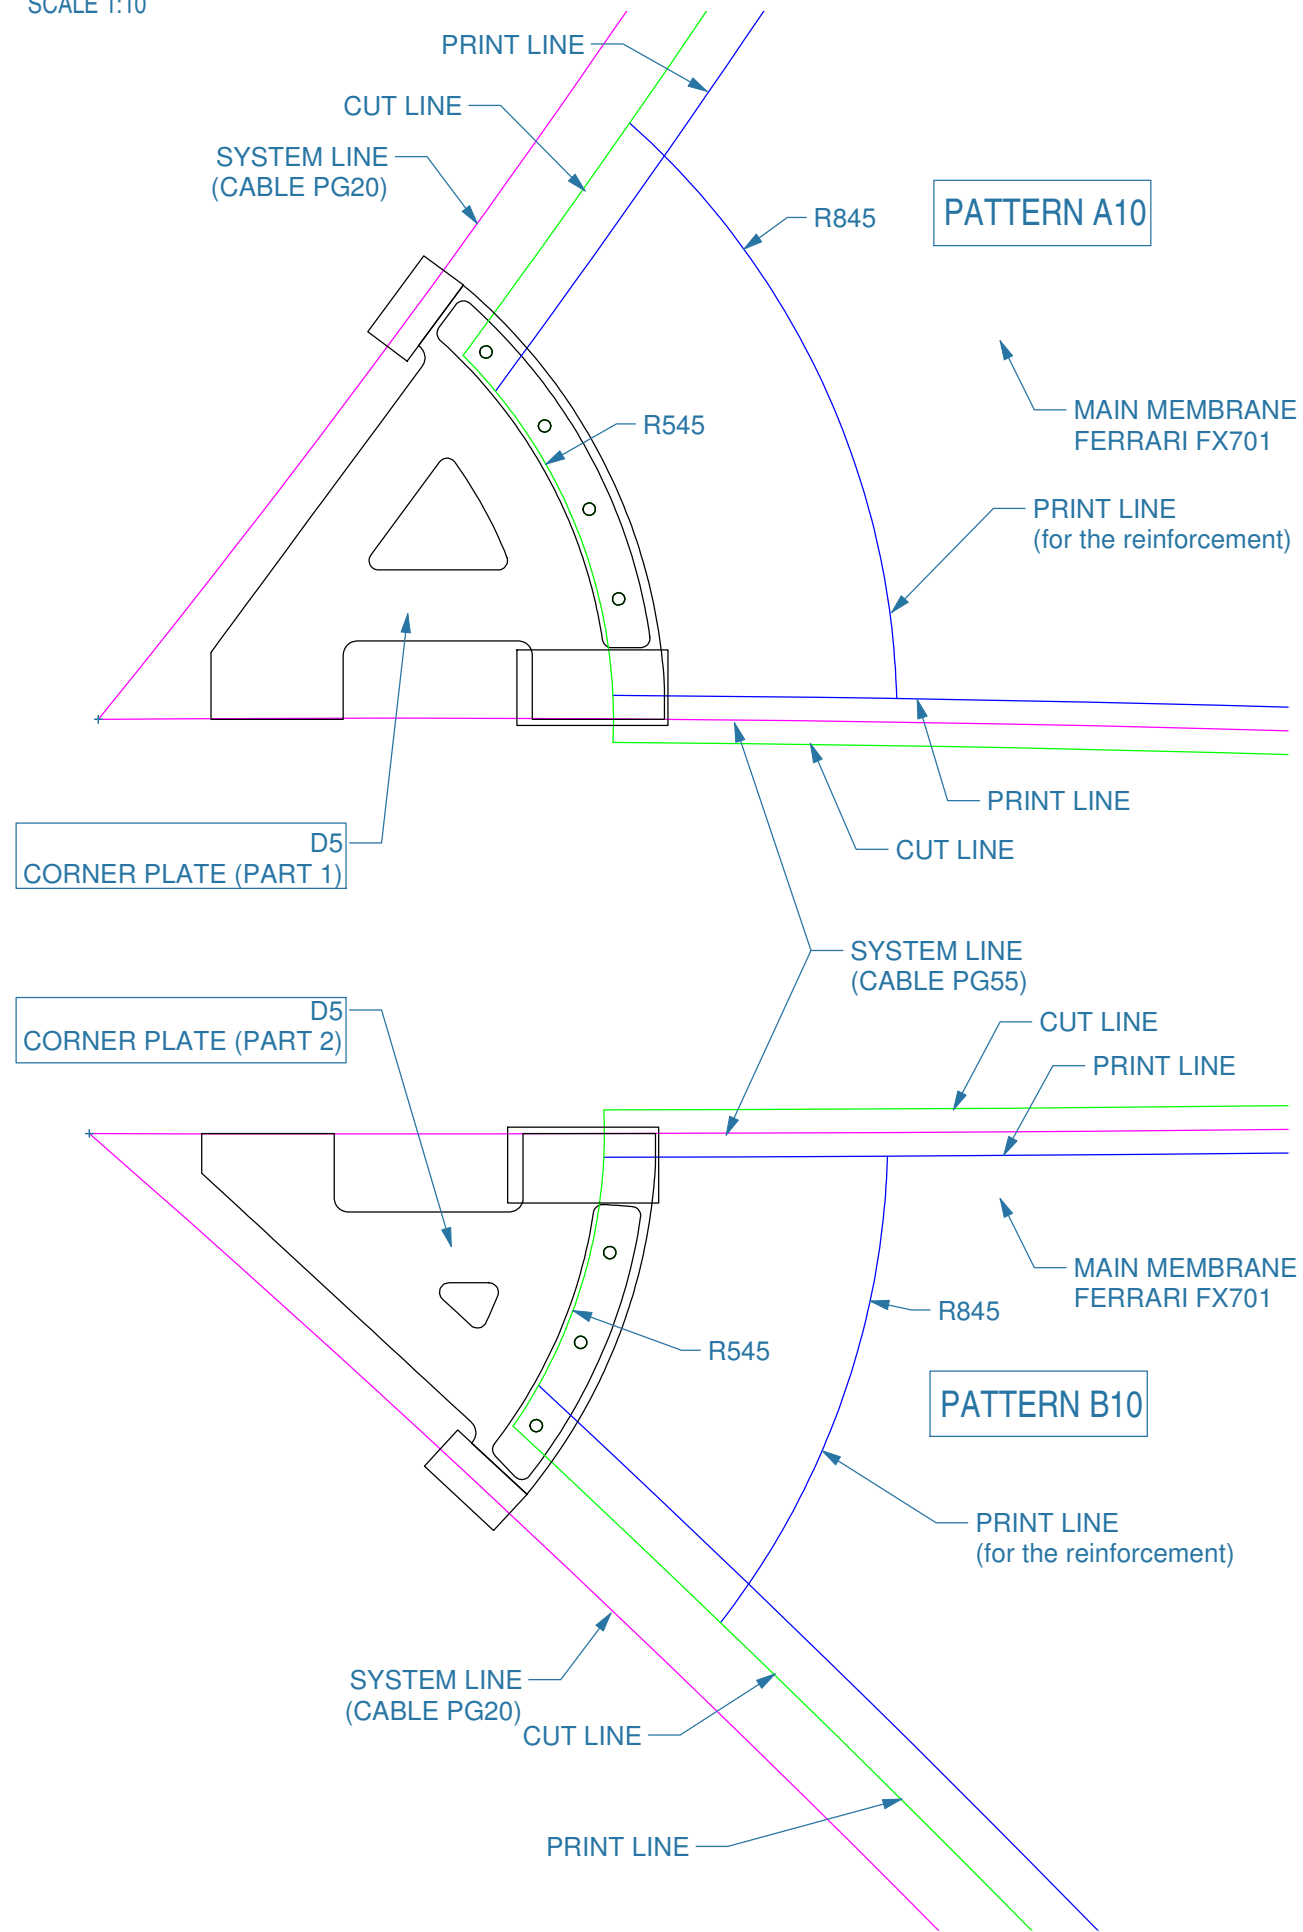 SCALE 1:10
PRINT LINE
CUT LINE
SYSTEM LINE
(CABLE PG20)
R845
PATTERN A10
R545
MAIN MEMBRANE
FERRARI FX701
PRINT LINE
(for the reinforcement)
PRINT LINE
CUT LINE
D5
CORNER PLATE (PART 1)
SYSTEM LINE
(CABLE PG55)
D5
CORNER PLATE (PART 2)
CUT LINE
PRINT LINE
MAIN MEMBRANE
FERRARI FX701
R845
R545
PATTERN B10
PRINT LINE
(for the reinforcement)
SYSTEM LINE
(CABLE PG20)
CUT LINE
PRINT LINE